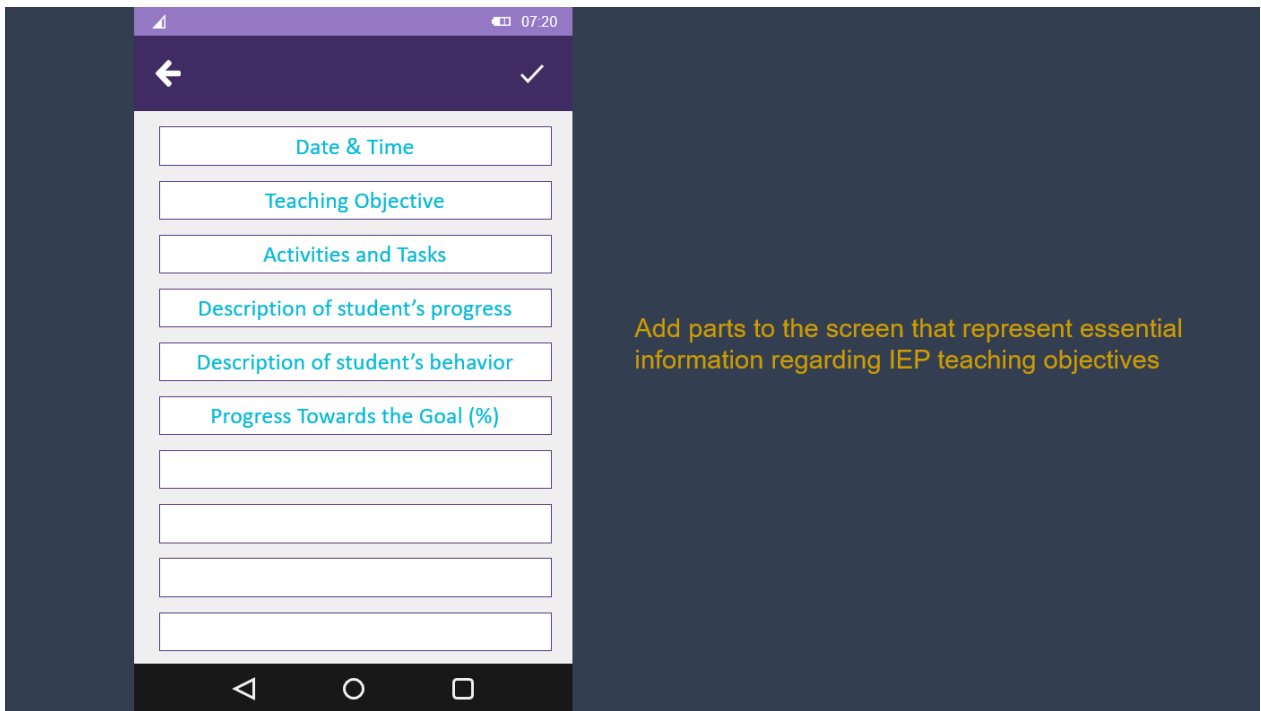 07:20
Date & Time
Teaching Objective
Activities and Tasks
Description of student’s progress
Description of student’s behavior
Progress Towards the Goal (%)
Add parts to the screen that represent essential
information regarding IEP teaching objectives